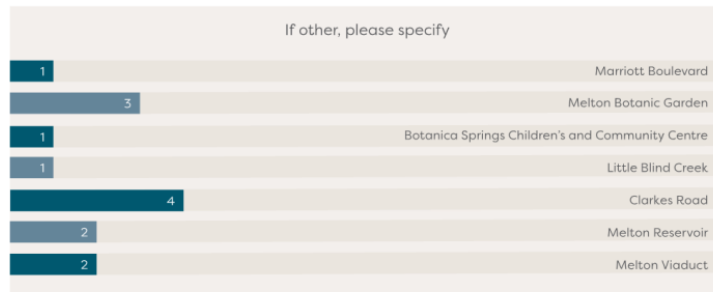 If other, please specify
1 Marriott Boulevard
3 Melton Botanic Garden
1 Botanica Springs Children's and Community Centre
1 Little Blind Creek
4 Clarkes Road
2 Melton Reservoir
2 Melton Viaduct